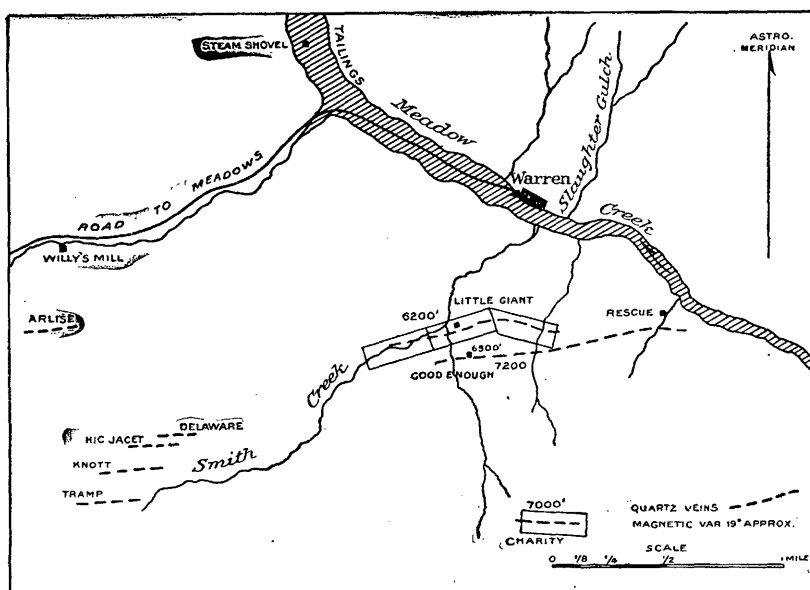 STEAM SHOVEL
TAILINGS
ASTRO.
MERIDIAN
Meadow
Slaughter Gulch
Warren
Creek
ROAD TO MEADOWS
WILLY'S MILL
ARLISE
6200'
LITTLE GIANT
RESCUE
6500'
7200
GOOD ENOUGH
Creek
Smith
DELAWARE
HIC JACET
KNOTT
TRAMP
7000'
CHARITY
QUARTZ VEINS
MAGNETIC VAR 19° APPROX.
SCALE
0 1/8 1/4 1/2 1 MILE